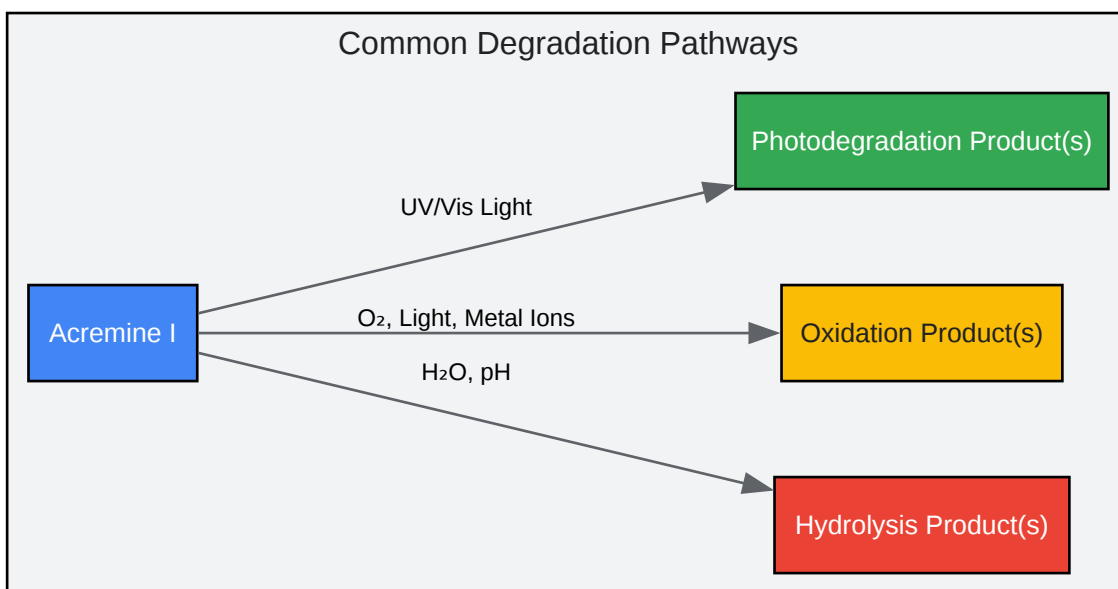 Common Degradation Pathways
Photodegradation Product(s)
UV/Vis Light
Acremine I
O₂, Light, Metal Ions
Oxidation Product(s)
H₂O, pH
Hydrolysis Product(s)